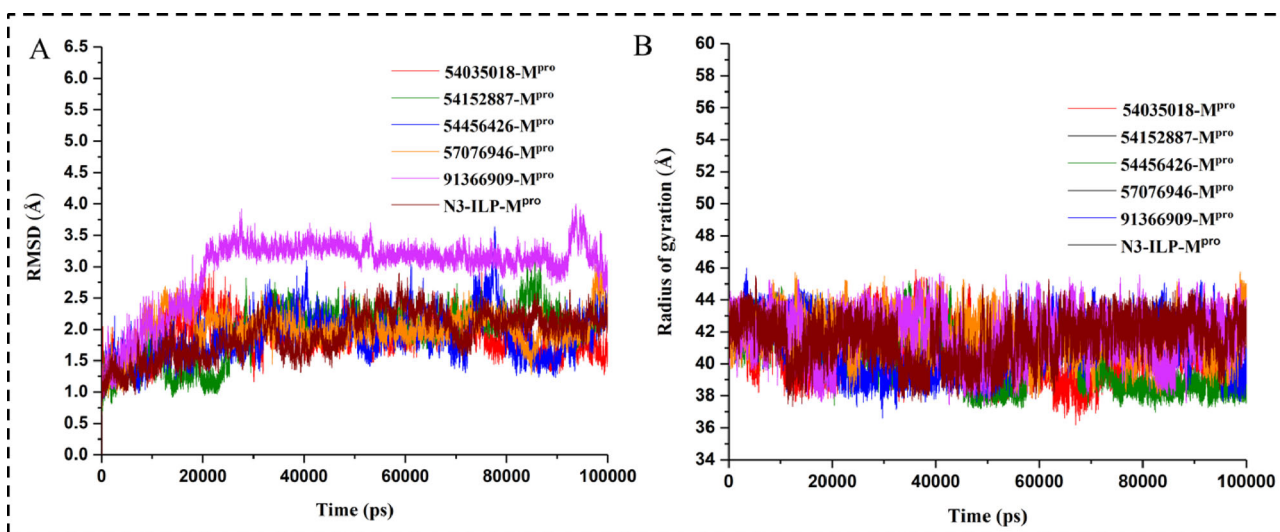 A
RMSD (Å)
6.5
6.0
5.5
5.0
4.5
4.0
3.5
3.0
2.5
2.0
1.5
1.0
0.5
0.0
54035018-Mᵖʳᵒ
54152887-Mᵖʳᵒ
54456426-Mᵖʳᵒ
57076946-Mᵖʳᵒ
91366909-Mᵖʳᵒ
N3-ILP-Mᵖʳᵒ
0 20000 40000 60000 80000 100000
Time (ps)
B
Radius of gyration (Å)
60
58
56
54
52
50
48
46
44
42
40
38
36
34
54035018-Mᵖʳᵒ
54152887-Mᵖʳᵒ
54456426-Mᵖʳᵒ
57076946-Mᵖʳᵒ
91366909-Mᵖʳᵒ
N3-ILP-Mᵖʳᵒ
0 20000 40000 60000 80000 100000
Time (ps)